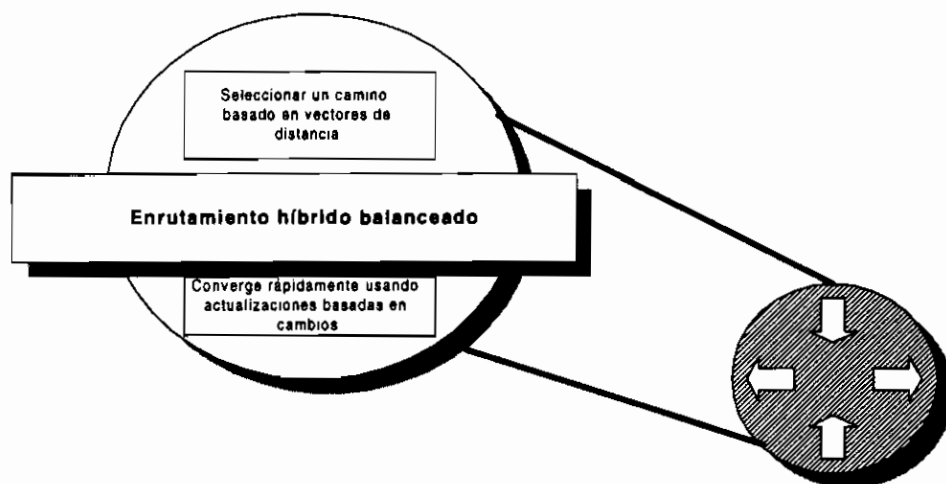 Seleccionar un camino
basado en vectores de
distancia
Enrutamiento híbrido balanceado
Converge rápidamente usando
actualizaciones basadas en
cambios